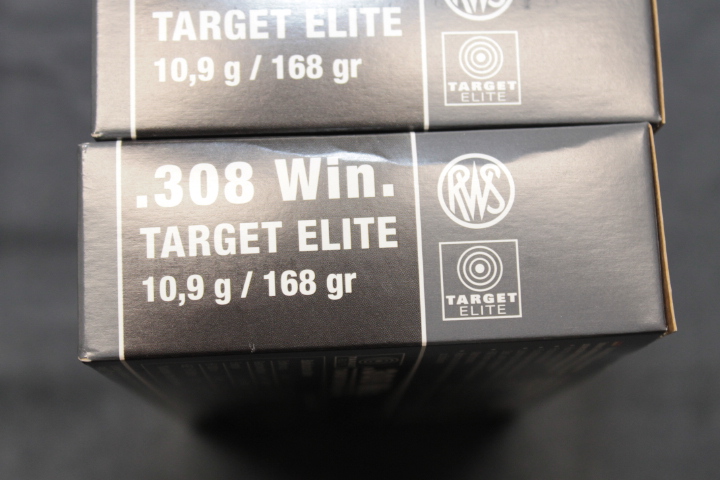 TARGET ELITE
10,9 g / 168 gr
RWS
TARGET
ELITE
.308 Win.
TARGET ELITE
10,9 g / 168 gr
RWS
TARGET
ELITE